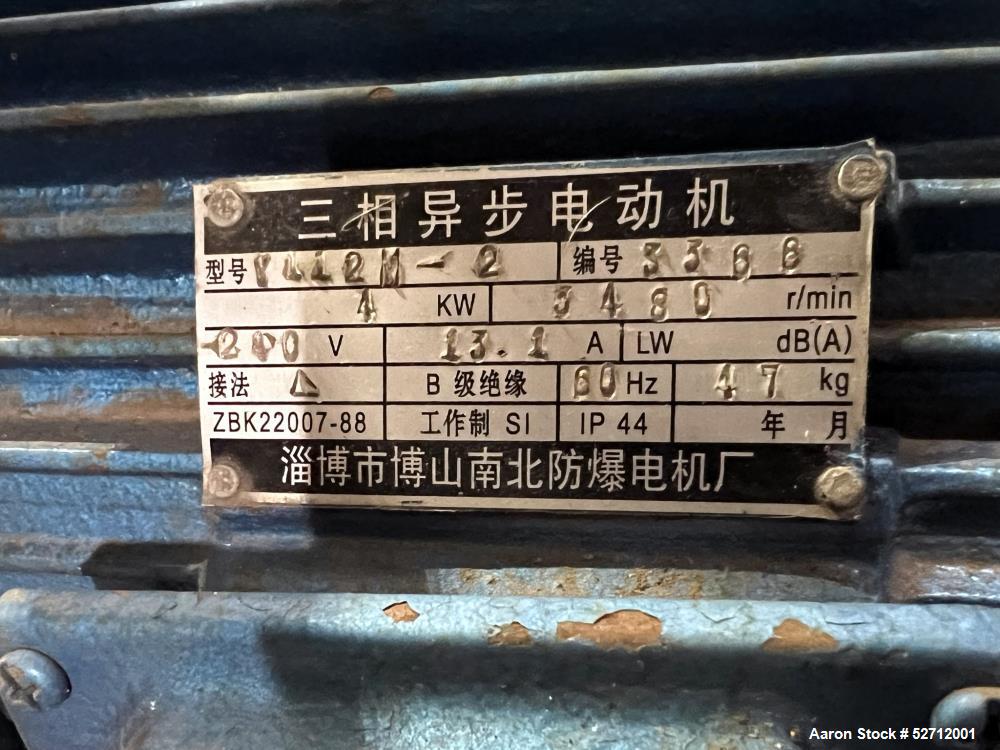 三相异步电动机
型号 Y112M-2 编号 3388
4 KW 3480 r/min
240 V 13.1 A LW dB(A)
接法 △ B 级绝缘 60 Hz 47 kg
ZBK22007-88 工作制 SI IP 44 年 月
淄博市博山南北防爆电机厂
Aaron Stock # 52712001